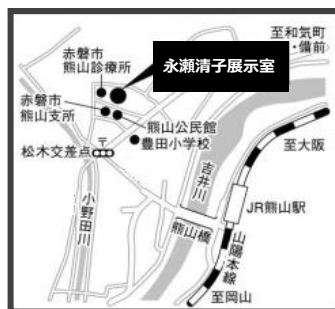 赤磐市
熊山診療所
永瀬清子展示室
至和気町
・備前
赤磐市
熊山支所
熊山公民館
豊田小学校
松木交差点
〒
吉井川
至大阪
小野田川
JR熊山駅
熊山橋
山陽本線
至岡山